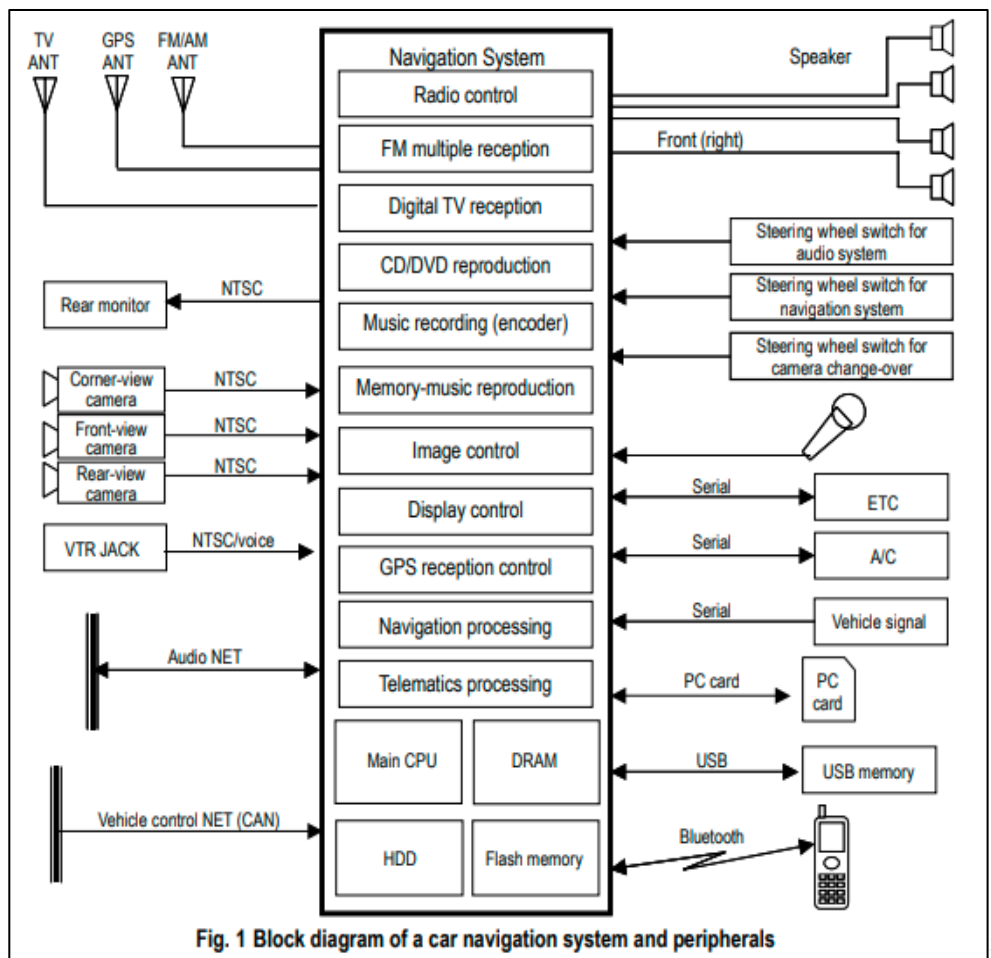 TV
ANT
GPS
ANT
FM/AM
ANT
Navigation System
Radio control
FM multiple reception
Digital TV reception
CD/DVD reproduction
Music recording (encoder)
Memory-music reproduction
Image control
Display control
GPS reception control
Navigation processing
Telematics processing
Main CPU
DRAM
HDD
Flash memory
Rear monitor
NTSC
Corner-view
camera
NTSC
Front-view
camera
NTSC
Rear-view
camera
NTSC
VTR JACK
NTSC/voice
Audio NET
Vehicle control NET (CAN)
Speaker
Front (right)
Steering wheel switch for
audio system
Steering wheel switch for
navigation system
Steering wheel switch for
camera change-over
Serial
ETC
Serial
A/C
Serial
Vehicle signal
PC card
PC
card
USB
USB memory
Bluetooth
Fig. 1 Block diagram of a car navigation system and peripherals